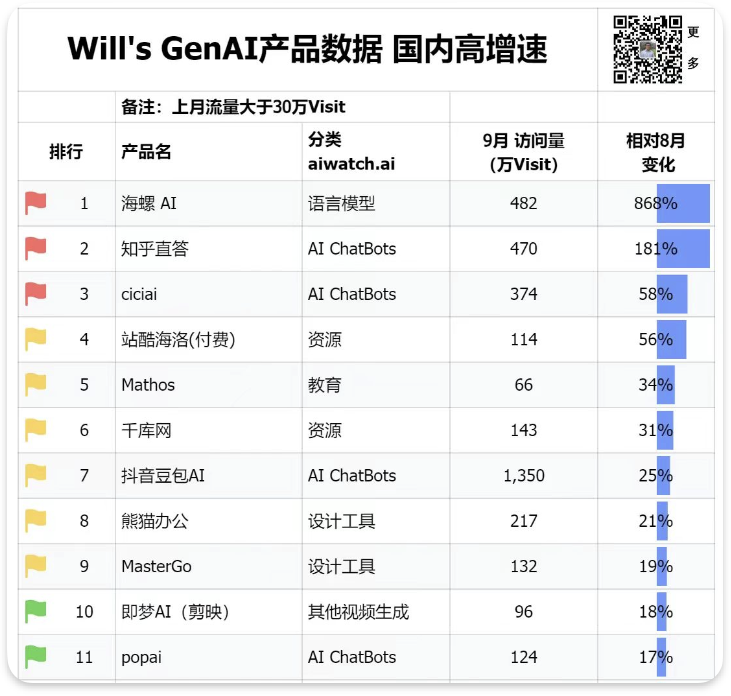 Will's GenAI产品数据 国内高增速
更
多
备注：上月流量大于30万Visit
排行 产品名 分类 aiwatch.ai 9月 访问量 （万Visit） 相对8月 变化
1 海螺 AI 语言模型 482 868%
2 知乎直答 AI ChatBots 470 181%
3 ciciai AI ChatBots 374 58%
4 站酷海洛(付费) 资源 114 56%
5 Mathos 教育 66 34%
6 千库网 资源 143 31%
7 抖音豆包AI AI ChatBots 1,350 25%
8 熊猫办公 设计工具 217 21%
9 MasterGo 设计工具 132 19%
10 即梦AI（剪映） 其他视频生成 96 18%
11 popai AI ChatBots 124 17%